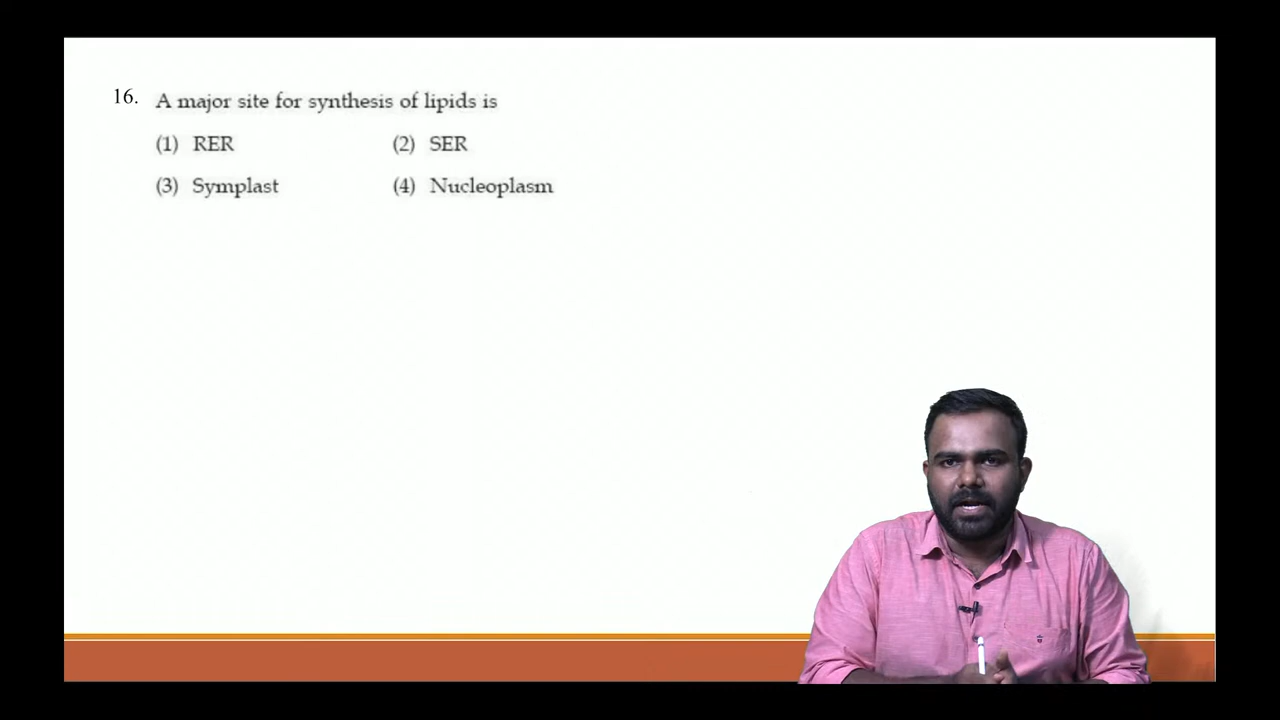 16. A major site for synthesis of lipids is
(1) RER (2) SER
(3) Symplast (4) Nucleoplasm